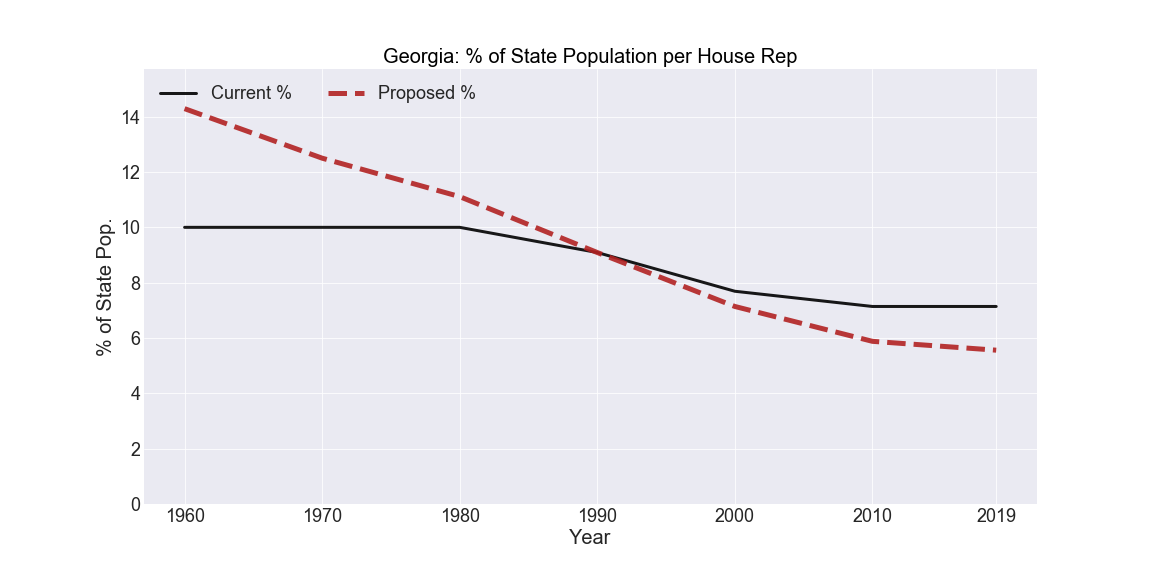 Georgia: % of State Population per House Rep
Current %
Proposed %
14
12
10
8
6
4
2
0
% of State Pop.
1960 1970 1980 1990 2000 2010 2019
Year